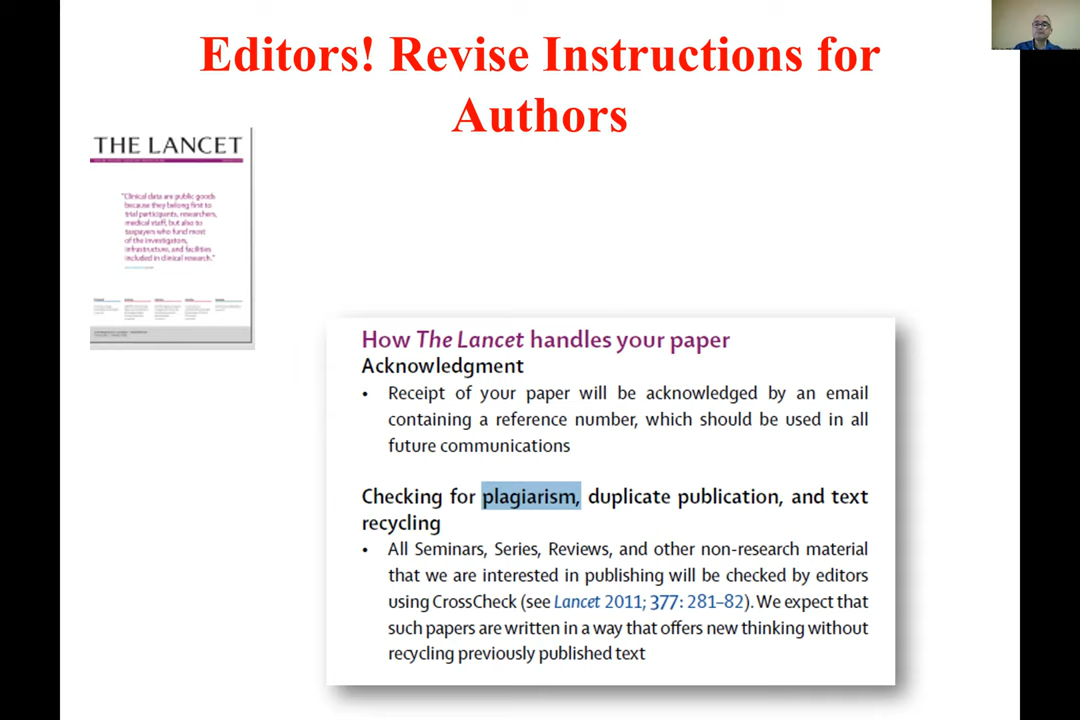 Editors! Revise Instructions for
Authors
THE LANCET
"Clinical data are public goods
because they belong first to
trial participants, researchers,
medical staff, but also to
taxpayers who fund most
of the investigators,
infrastructure, and facilities
included in clinical research."
How The Lancet handles your paper
Acknowledgment
• Receipt of your paper will be acknowledged by an email
containing a reference number, which should be used in all
future communications
Checking for plagiarism, duplicate publication, and text
recycling
• All Seminars, Series, Reviews, and other non-research material
that we are interested in publishing will be checked by editors
using CrossCheck (see Lancet 2011; 377: 281–82). We expect that
such papers are written in a way that offers new thinking without
recycling previously published text